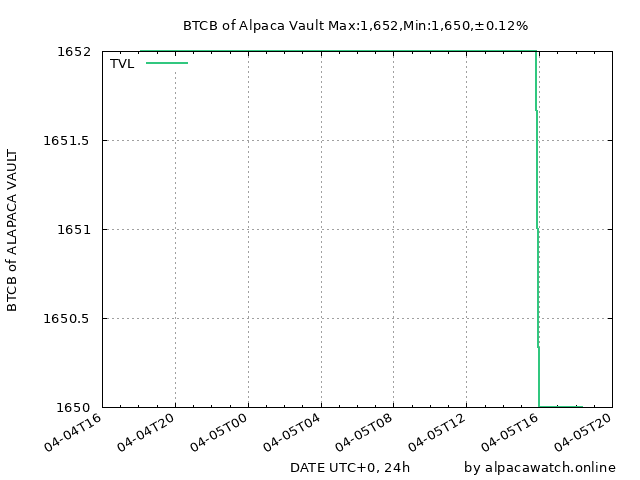 BTCB of Alpaca Vault Max:1,652,Min:1,650,±0.12%
1652
TVL
1651.5
1651
1650.5
1650
BTCB of ALAPACA VAULT
04-04T16
04-04T20
04-05T00
04-05T04
04-05T08
04-05T12
04-05T16
04-05T20
DATE UTC+0, 24h
by alpacawatch.online